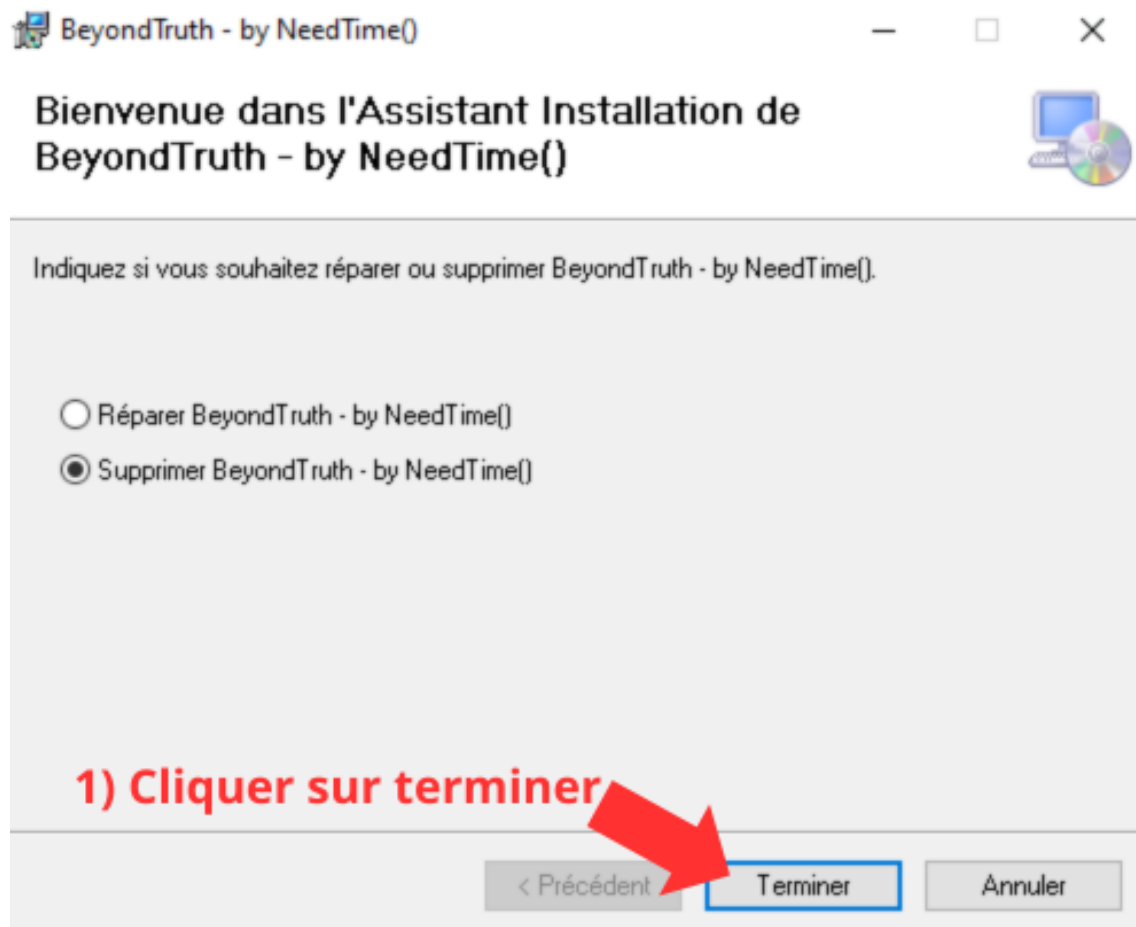 BeyondTruth - by NeedTime()
Bienvenue dans l'Assistant Installation de
BeyondTruth - by NeedTime()
Indiquez si vous souhaitez réparer ou supprimer BeyondTruth - by NeedTime().
Réparer BeyondTruth - by NeedTime()
Supprimer BeyondTruth - by NeedTime()
1) Cliquer sur terminer
< Précédent
Terminer
Annuler